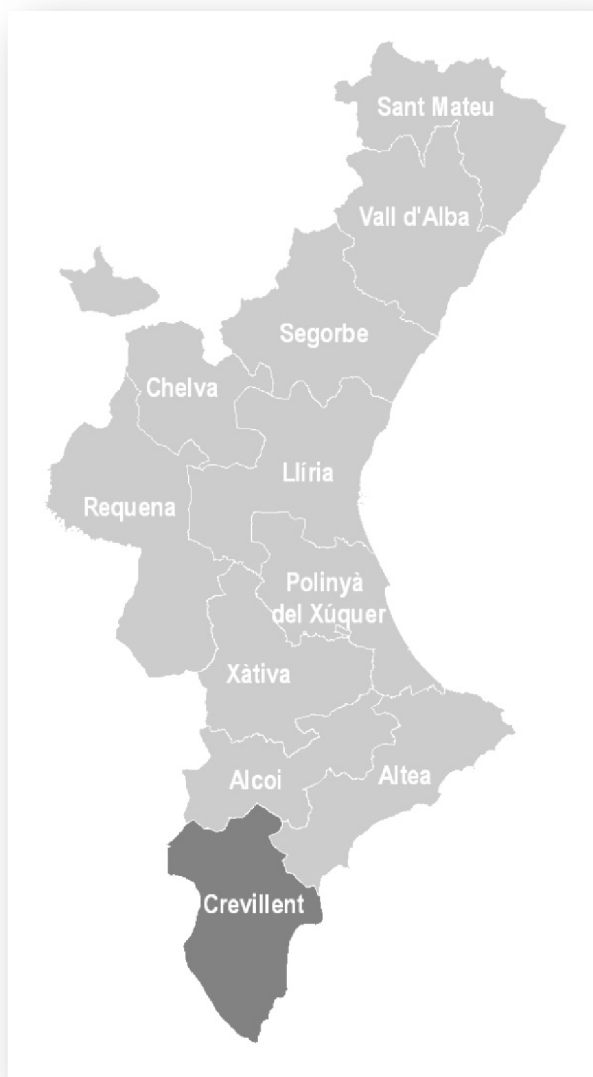 Sant Mateu
Vall d'Alba
Segorbe
Chelva
Llíria
Requena
Polinyà
del Xúquer
Xàtiva
Alcoi
Altea
Crevillent